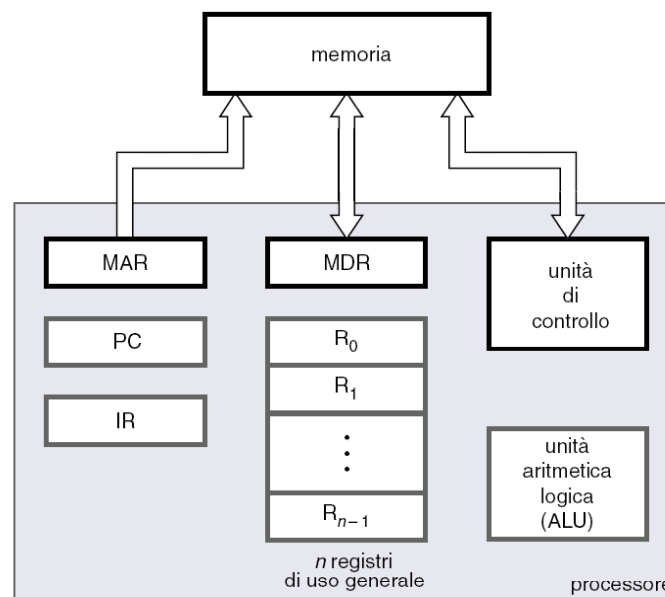 memoria
MAR
MDR
unità
di
controllo
PC
IR
R₀
R₁
⋮
Rₙ₋₁
unità
aritmetica
logica
(ALU)
n registri
di uso generale
processore